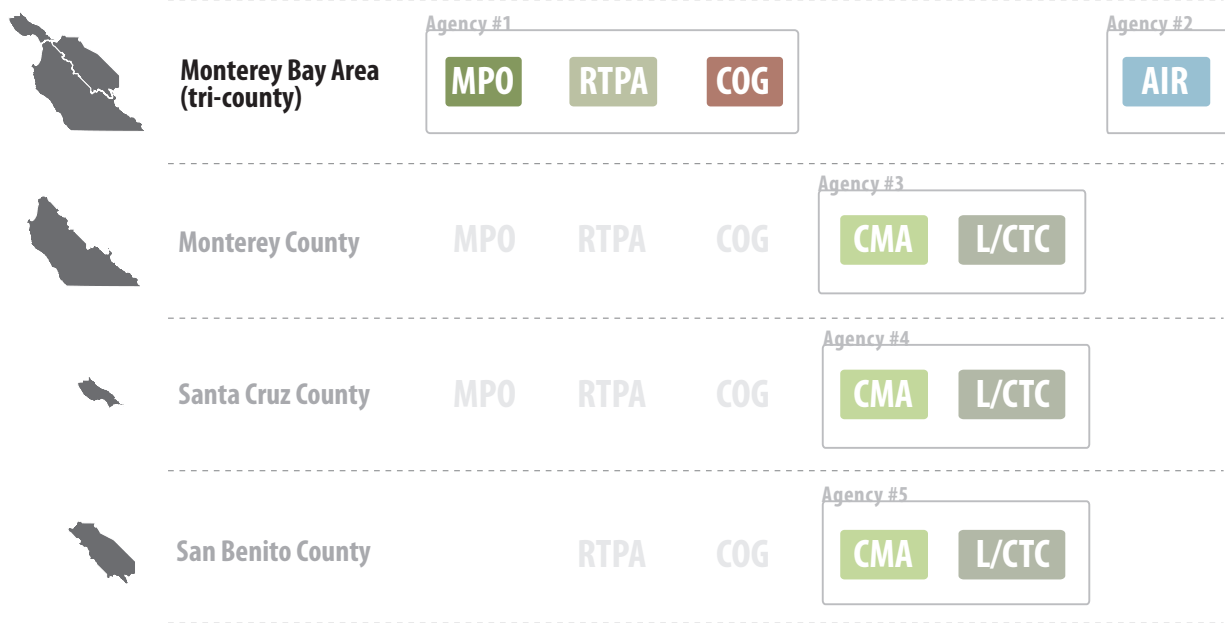 Agency #1
Agency #2
Monterey Bay Area
(tri-county)
MPO RTPA COG AIR
Agency #3
Monterey County MPO RTPA COG CMA L/CTC
Agency #4
Santa Cruz County MPO RTPA COG CMA L/CTC
Agency #5
San Benito County RTPA COG CMA L/CTC